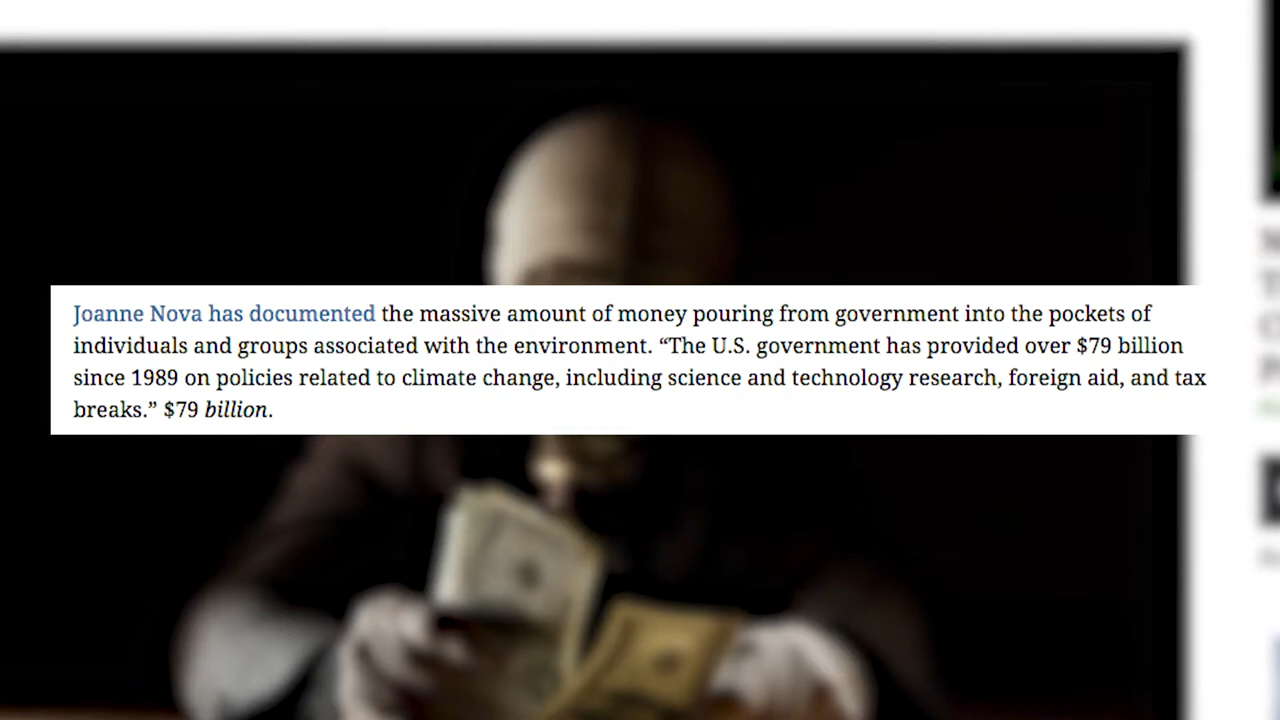 Joanne Nova has documented the massive amount of money pouring from government into the pockets of
individuals and groups associated with the environment. “The U.S. government has provided over $79 billion
since 1989 on policies related to climate change, including science and technology research, foreign aid, and tax
breaks.” $79 billion.